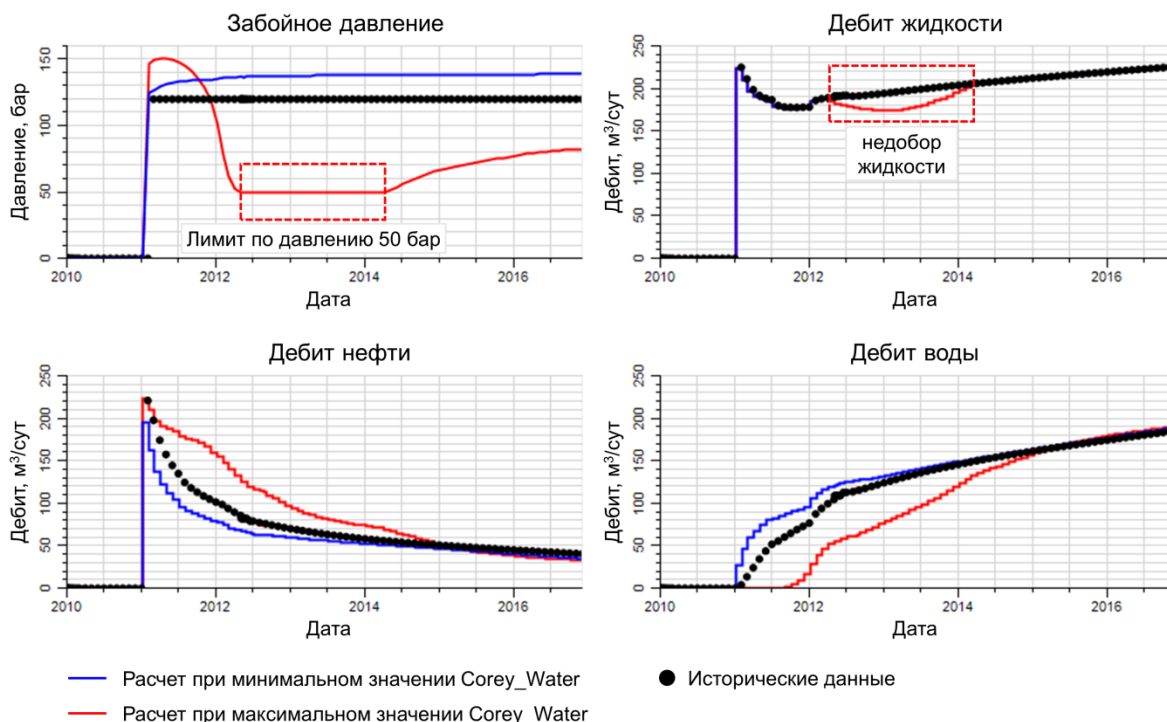 Забойное давление
Давление, бар
150
100
50
0
Лимит по давлению 50 бар
2010 2012 2014 2016
Дата
Дебит жидкости
Дебит, м³/сут
250
200
150
100
50
0
недобор
жидкости
2010 2012 2014 2016
Дата
Дебит нефти
Дебит, м³/сут
250
200
150
100
50
0
2010 2012 2014 2016
Дата
Дебит воды
Дебит, м³/сут
250
200
150
100
50
0
2010 2012 2014 2016
Дата
Расчет при минимальном значении Corey_Water
Исторические данные
Расчет при максимальном значении Corey_Water